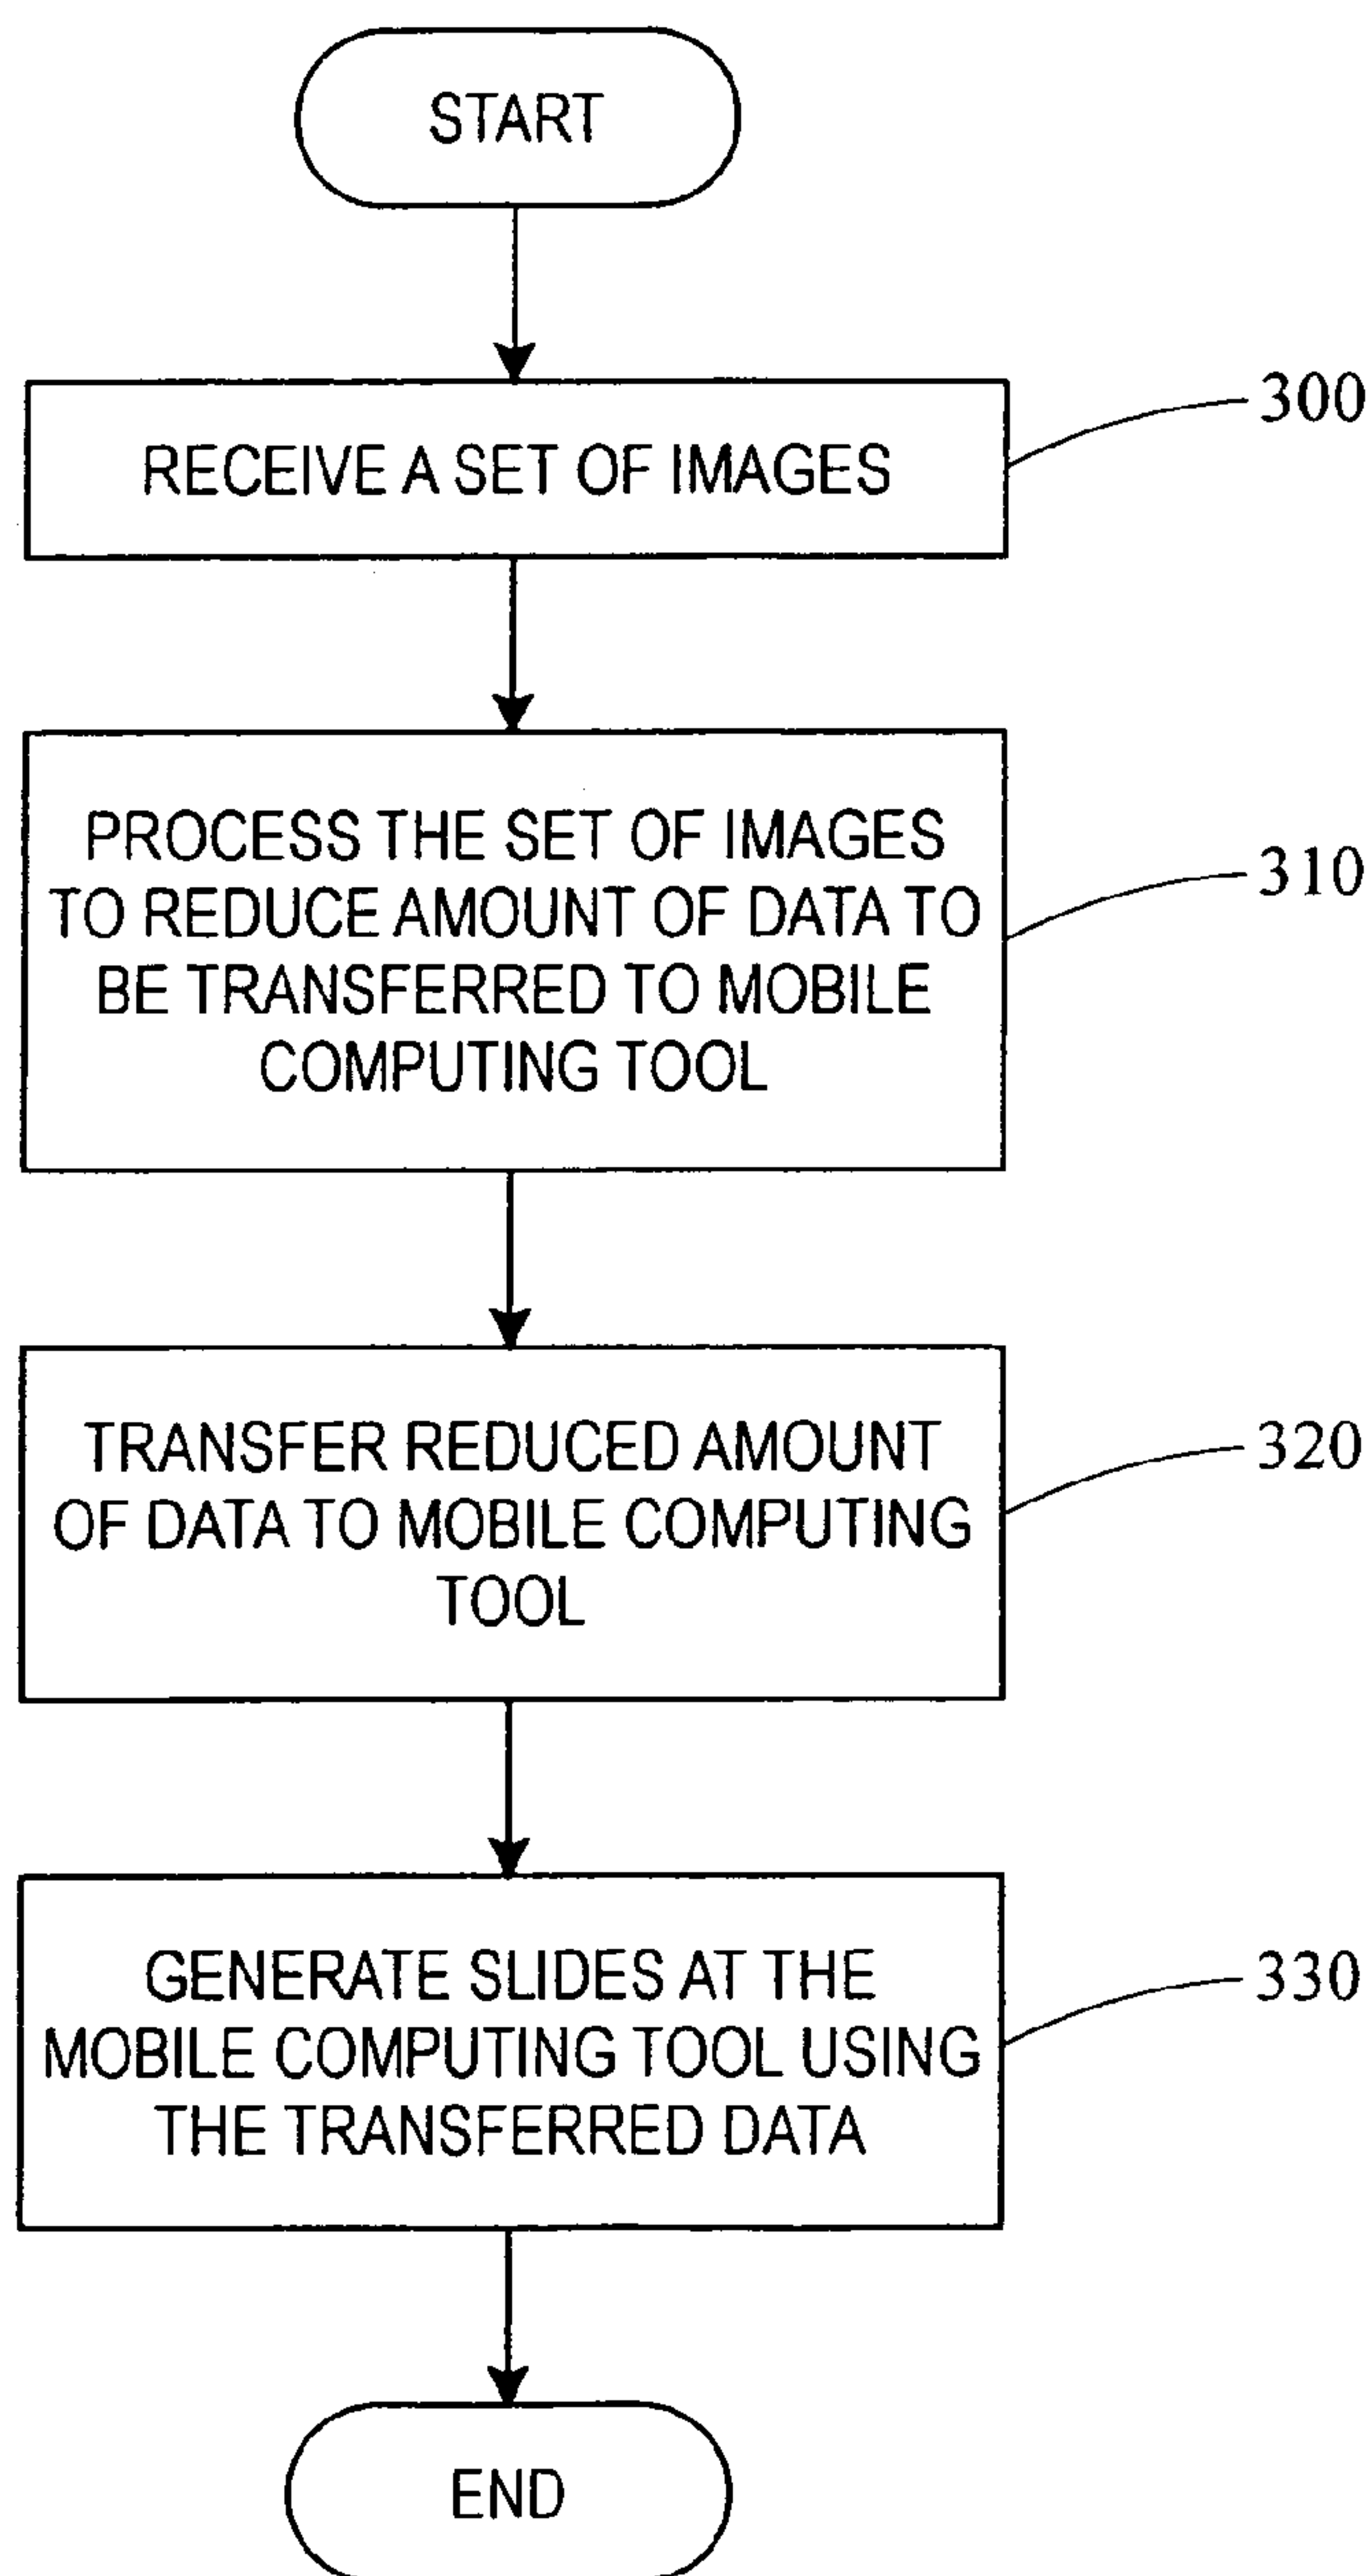 START
RECEIVE A SET OF IMAGES
300
PROCESS THE SET OF IMAGES
TO REDUCE AMOUNT OF DATA TO
BE TRANSFERRED TO MOBILE
COMPUTING TOOL
310
TRANSFER REDUCED AMOUNT
OF DATA TO MOBILE COMPUTING
TOOL
320
GENERATE SLIDES AT THE
MOBILE COMPUTING TOOL USING
THE TRANSFERRED DATA
330
END